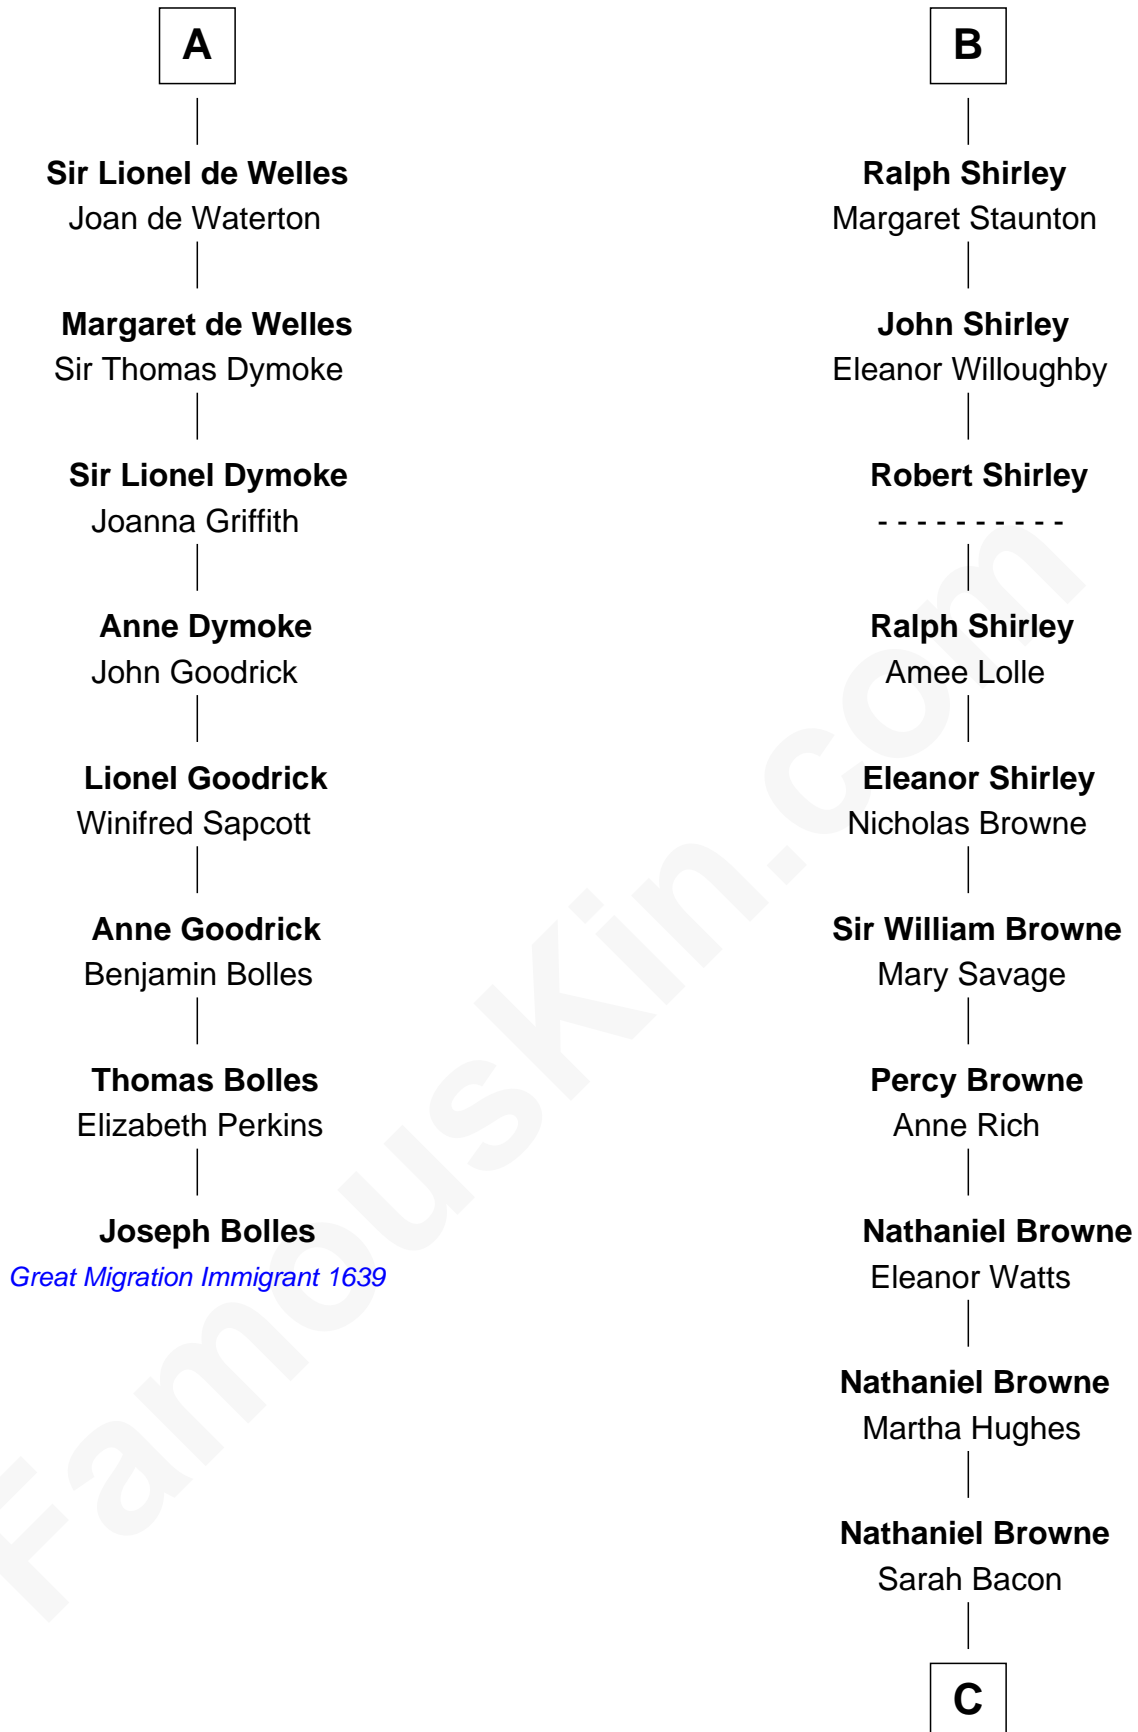 A
Sir Lionel de Welles
Joan de Waterton
Margaret de Welles
Sir Thomas Dymoke
Sir Lionel Dymoke
Joanna Griffith
Anne Dymoke
John Goodrick
Lionel Goodrick
Winifred Sapcott
Anne Goodrick
Benjamin Bolles
Thomas Bolles
Elizabeth Perkins
Joseph Bolles
Great Migration Immigrant 1639
B
Ralph Shirley
Margaret Staunton
John Shirley
Eleanor Willoughby
Robert Shirley
- - - - - - - - - -
Ralph Shirley
Amee Lolle
Eleanor Shirley
Nicholas Browne
Sir William Browne
Mary Savage
Percy Browne
Anne Rich
Nathaniel Browne
Eleanor Watts
Nathaniel Browne
Martha Hughes
Nathaniel Browne
Sarah Bacon
C
FamousKin.com